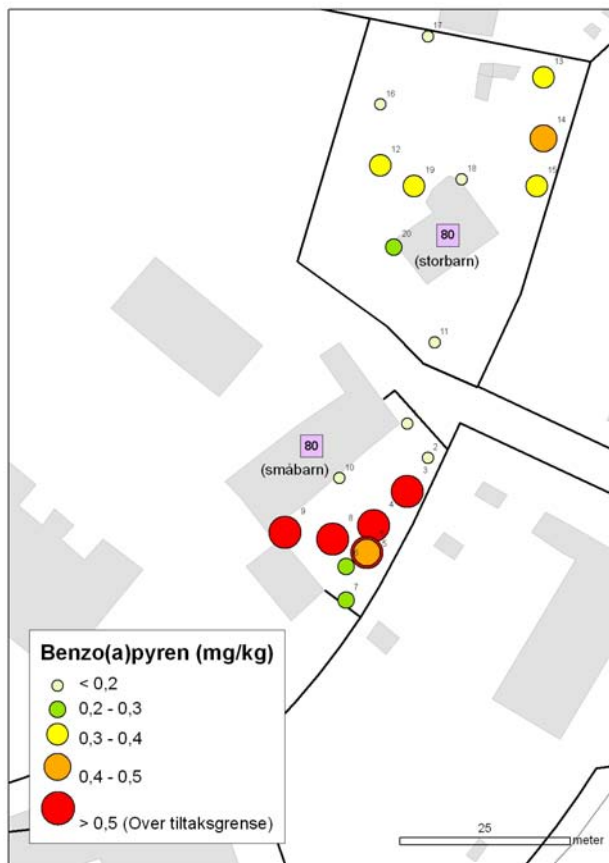 17
13
16
14
12
19
18
15
20
80
(storbarn)
11
2
80
(småbarn)
10
3
9
8
4
5
7
Benzo(a)pyren (mg/kg)
< 0,2
0,2 - 0,3
0,3 - 0,4
0,4 - 0,5
> 0,5 (Over tiltaksgrense)
25
meter